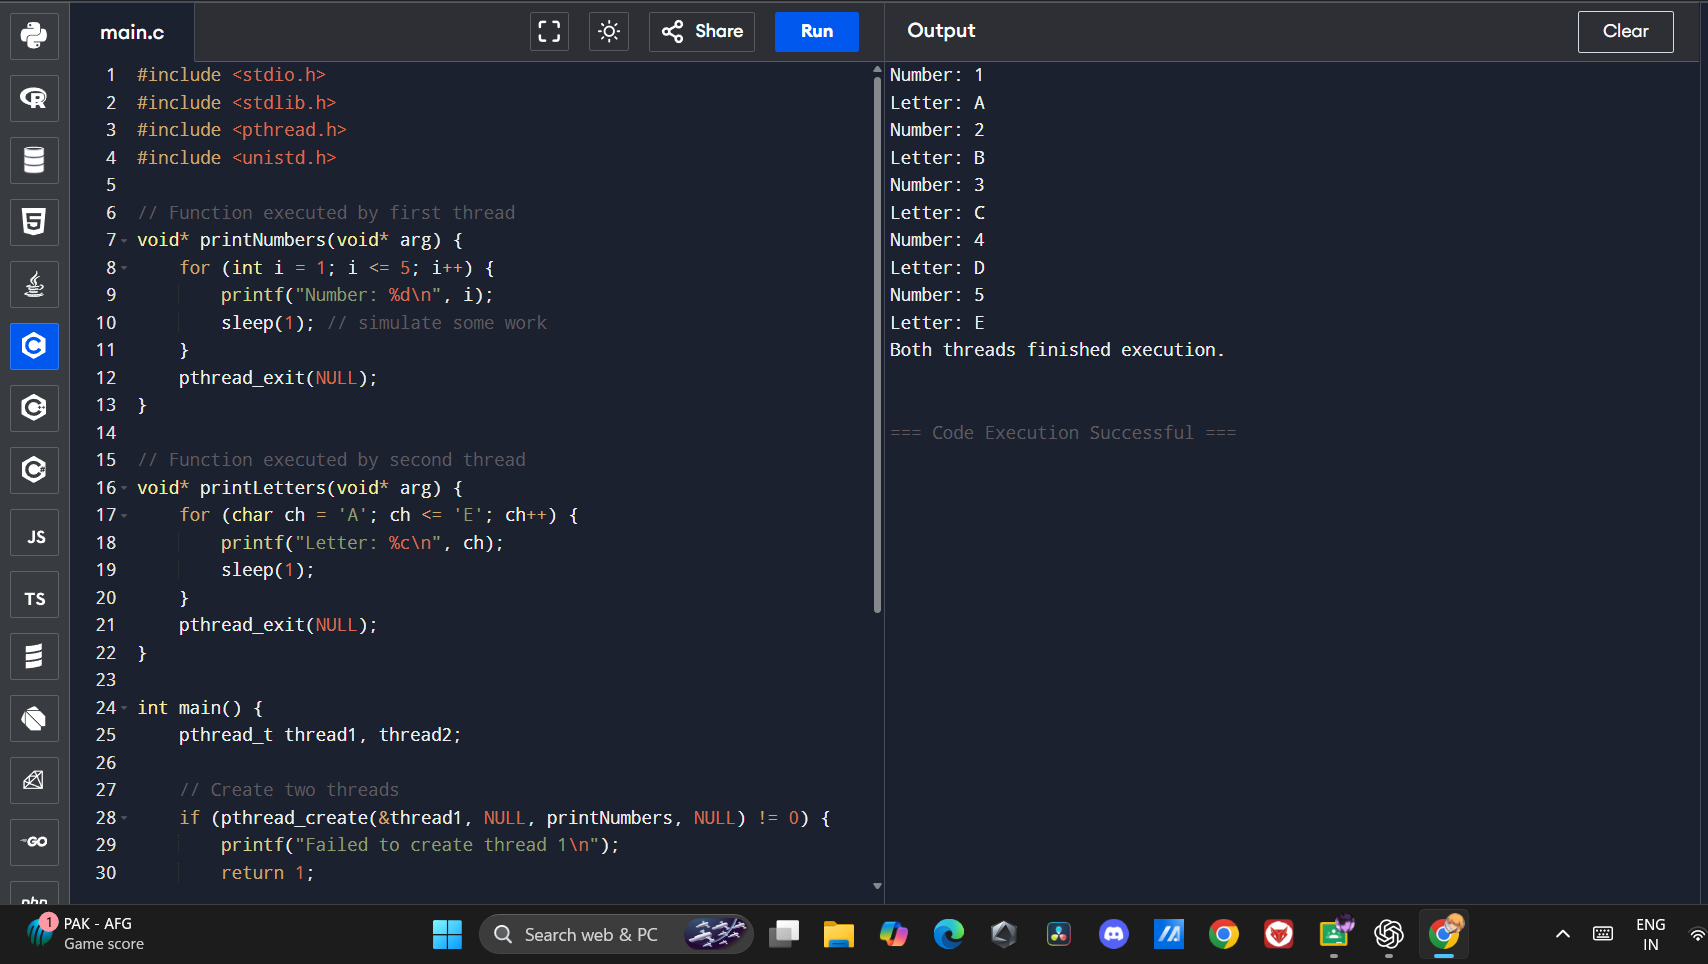 main.c
Share
Run
Output
Clear
1 #include <stdio.h>
2 #include <stdlib.h>
3 #include <pthread.h>
4 #include <unistd.h>
5
6 // Function executed by first thread
7 void* printNumbers(void* arg) {
8     for (int i = 1; i <= 5; i++) {
9         printf("Number: %d\n", i);
10         sleep(1); // simulate some work
11     }
12     pthread_exit(NULL);
13 }
14
15 // Function executed by second thread
16 void* printLetters(void* arg) {
17     for (char ch = 'A'; ch <= 'E'; ch++) {
18         printf("Letter: %c\n", ch);
19         sleep(1);
20     }
21     pthread_exit(NULL);
22 }
23
24 int main() {
25     pthread_t thread1, thread2;
26
27     // Create two threads
28     if (pthread_create(&thread1, NULL, printNumbers, NULL) != 0) {
29         printf("Failed to create thread 1\n");
30         return 1;
Number: 1
Letter: A
Number: 2
Letter: B
Number: 3
Letter: C
Number: 4
Letter: D
Number: 5
Letter: E
Both threads finished execution.
=== Code Execution Successful ===
JS
TS
GO
php
1
PAK - AFG
Game score
Search web & PC
ENG
IN